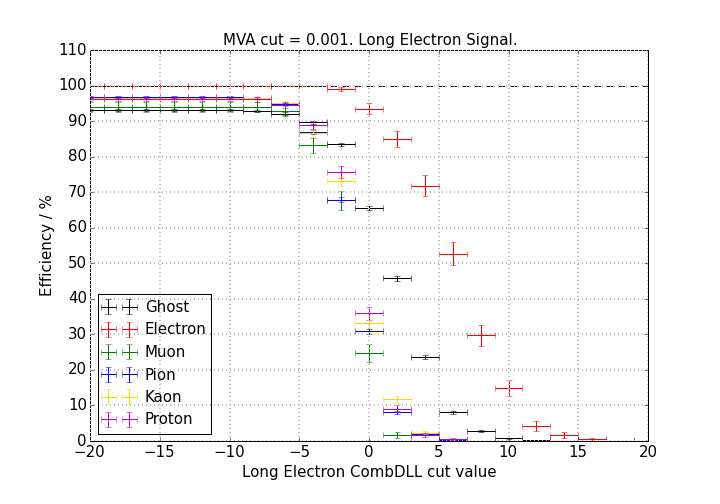 MVA cut = 0.001. Long Electron Signal.
110
100
90
80
70
60
50
40
30
20
10
0
Efficiency / %
Ghost
Electron
Muon
Pion
Kaon
Proton
−20 −15 −10 −5 0 5 10 15 20
Long Electron CombDLL cut value